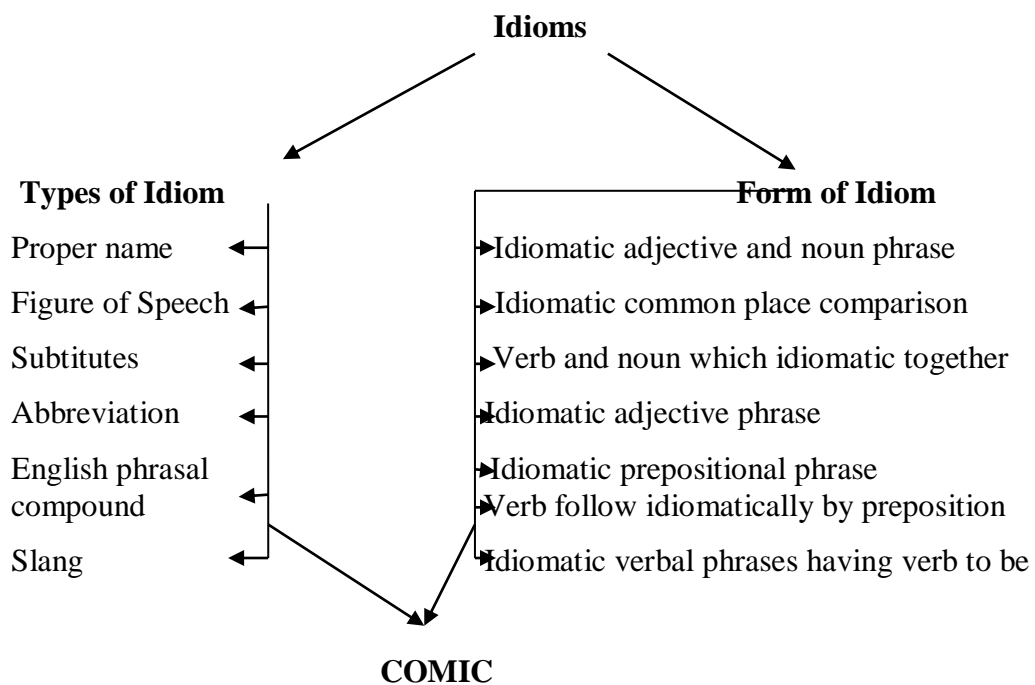 Idioms
Types of Idiom
Proper name
Figure of Speech
Subtitutes
Abbreviation
English phrasal
compound
Slang
Form of Idiom
Idiomatic adjective and noun phrase
Idiomatic common place comparison
Verb and noun which idiomatic together
Idiomatic adjective phrase
Idiomatic prepositional phrase
Verb follow idiomatically by preposition
Idiomatic verbal phrases having verb to be
COMIC